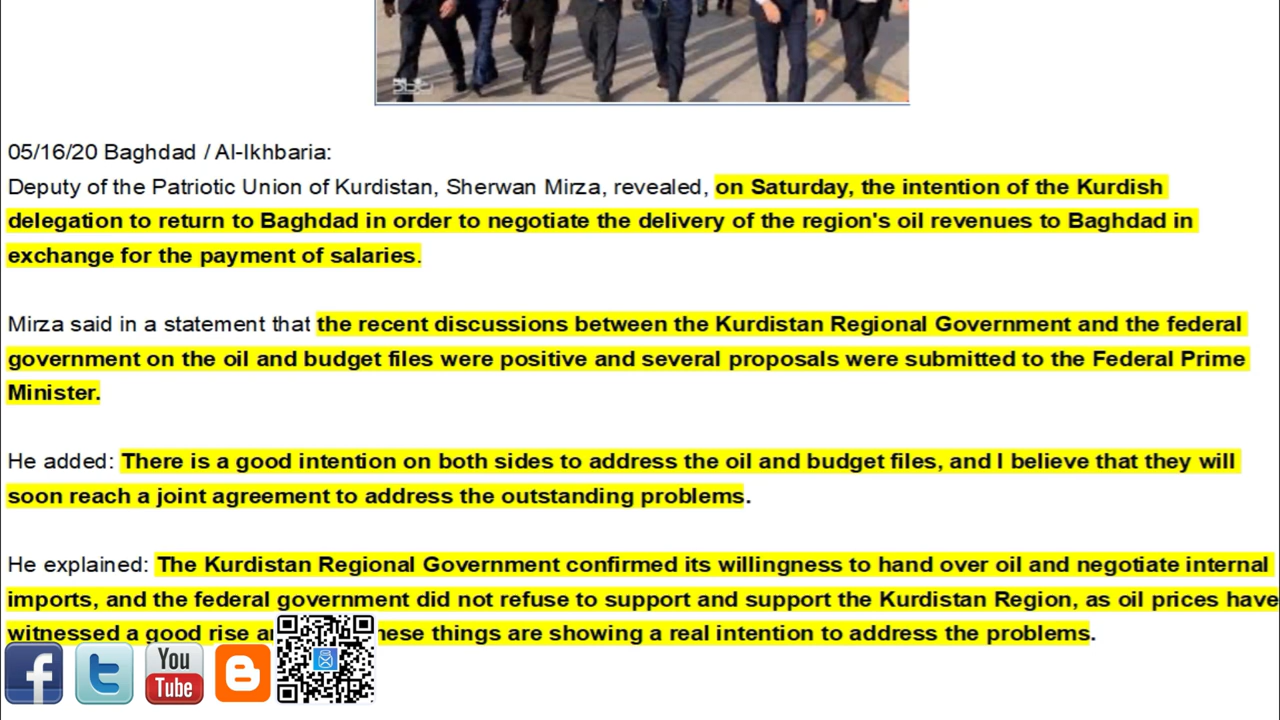 05/16/20 Baghdad / Al-Ikhbaria:
Deputy of the Patriotic Union of Kurdistan, Sherwan Mirza, revealed, on Saturday, the intention of the Kurdish
delegation to return to Baghdad in order to negotiate the delivery of the region's oil revenues to Baghdad in
exchange for the payment of salaries.
Mirza said in a statement that the recent discussions between the Kurdistan Regional Government and the federal
government on the oil and budget files were positive and several proposals were submitted to the Federal Prime
Minister.
He added: There is a good intention on both sides to address the oil and budget files, and I believe that they will
soon reach a joint agreement to address the outstanding problems.
He explained: The Kurdistan Regional Government confirmed its willingness to hand over oil and negotiate internal
imports, and the federal government did not refuse to support and support the Kurdistan Region, as oil prices have
witnessed a good rise things are showing a real intention to address the problems.
You
Tube